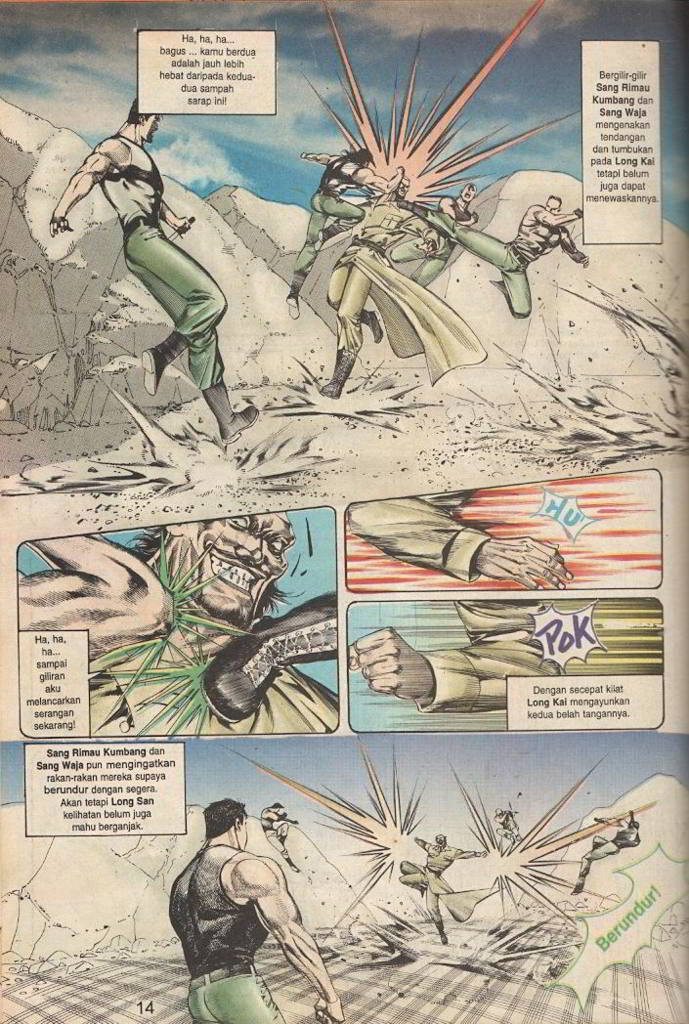 Ha, ha, ha...
bagus ... kamu berdua
adalah jauh lebih
hebat daripada kedua-
dua sampah
sarap ini!
Bergilir-gilir
Sang Rimau
Kumbang dan
Sang Waja
mengenakan
tendangan
dan tumbukan
pada Long Kai
tetapi belum
juga dapat
menewaskannya.
Ha, ha,
ha...
sampai
giliran
aku
melancarkan
serangan
sekarang!
HU'
POK
Dengan secepat kilat
Long Kai mengayunkan
kedua belah tangannya.
Sang Rimau Kumbang dan
Sang Waja pun mengingatkan
rakan-rakan mereka supaya
berundur dengan segera.
Akan tetapi Long San
kelihatan belum juga
mahu berganjak.
Berundur!
14